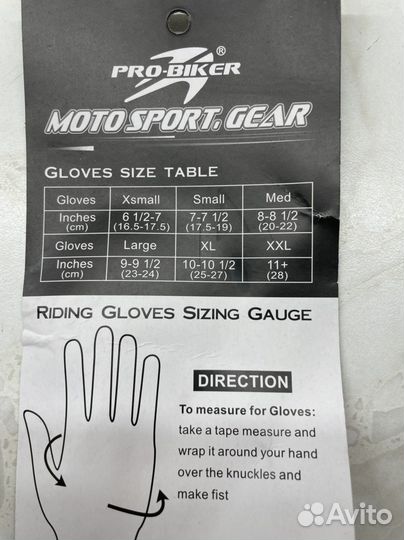 PRO-BIKER ®
MOTO SPORT. GEAR
GLOVES SIZE TABLE
Gloves Xsmall Small Med
Inches 6 1/2-7 7-7 1/2 8-8 1/2
(cm) (16.5-17.5) (17.5-19) (20-22)
Gloves Large XL XXL
Inches 9-9 1/2 10-10 1/2 11+
(cm) (23-24) (25-27) (28)
RIDING GLOVES SIZING GAUGE
DIRECTION
To measure for Gloves:
take a tape measure and
wrap it around your hand
over the knuckles and
make fist
Avito